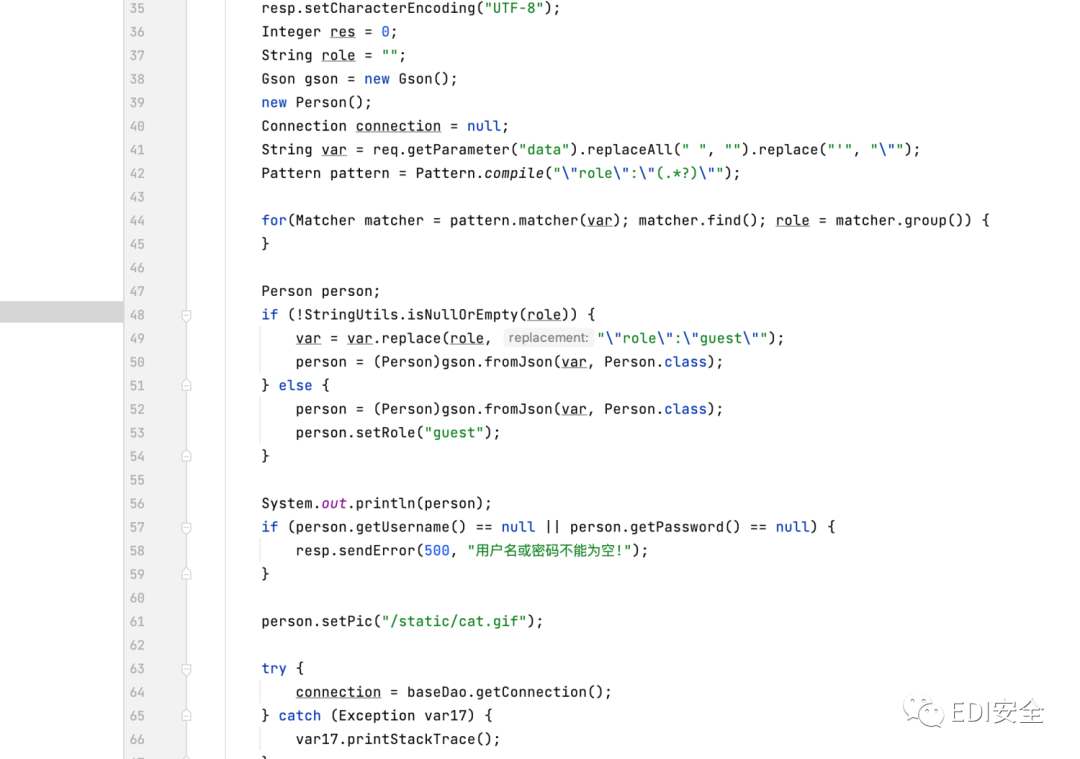 35 resp.setCharacterEncoding("UTF-8");
36 Integer res = 0;
37 String role = "";
38 Gson gson = new Gson();
39 new Person();
40 Connection connection = null;
41 String var = req.getParameter("data").replaceAll(" ", "").replace("'", "\"");
42 Pattern pattern = Pattern.compile("\"role\":\"(.*?)\"");
43
44 for(Matcher matcher = pattern.matcher(var); matcher.find(); role = matcher.group()) {
45 }
46
47 Person person;
48 if (!StringUtils.isNullOrEmpty(role)) {
49 var = var.replace(role, replacement: "\"role\":\"guest\"");
50 person = (Person)gson.fromJson(var, Person.class);
51 } else {
52 person = (Person)gson.fromJson(var, Person.class);
53 person.setRole("guest");
54 }
55
56 System.out.println(person);
57 if (person.getUsername() == null || person.getPassword() == null) {
58 resp.sendError(500, "用户名或密码不能为空!");
59 }
60
61 person.setPic("/static/cat.gif");
62
63 try {
64 connection = baseDao.getConnection();
65 } catch (Exception var17) {
66 var17.printStackTrace();
EDI安全